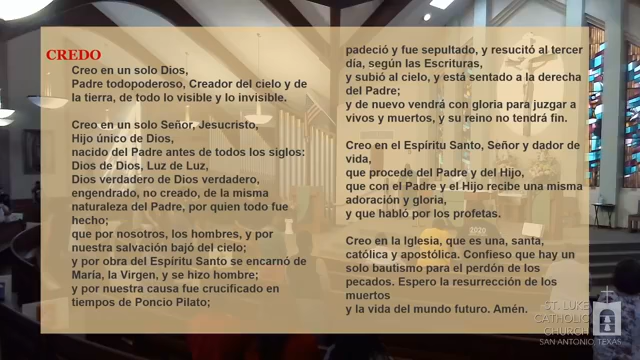 CREDO
Creo en un solo Dios,
Padre todopoderoso, Creador del cielo y de
la tierra, de todo lo visible y lo invisible.
Creo en un solo Señor, Jesucristo,
Hijo único de Dios,
nacido del Padre antes de todos los siglos:
Dios de Dios, Luz de Luz,
Dios verdadero de Dios verdadero,
engendrado, no creado, de la misma
naturaleza del Padre, por quien todo fue
hecho;
que por nosotros, los hombres, y por
nuestra salvación bajó del cielo;
y por obra del Espíritu Santo se encarnó de
María, la Virgen, y se hizo hombre;
y por nuestra causa fue crucificado en
tiempos de Poncio Pilato;
padeció y fue sepultado, y resucitó al tercer
día, según las Escrituras,
y subió al cielo, y está sentado a la derecha
del Padre;
y de nuevo vendrá con gloria para juzgar a
vivos y muertos, y su reino no tendrá fin.
Creo en el Espíritu Santo, Señor y dador de
vida,
que procede del Padre y del Hijo,
que con el Padre y el Hijo recibe una misma
adoración y gloria,
y que habló por los profetas.
Creo en la Iglesia, que es una, santa,
católica y apostólica. Confieso que hay un
solo bautismo para el perdón de los
pecados. Espero la resurrección de los
muertos
y la vida del mundo futuro. Amén.
2020
ST. LUKE
CATHOLIC
CHURCH
SAN ANTONIO, TEXAS